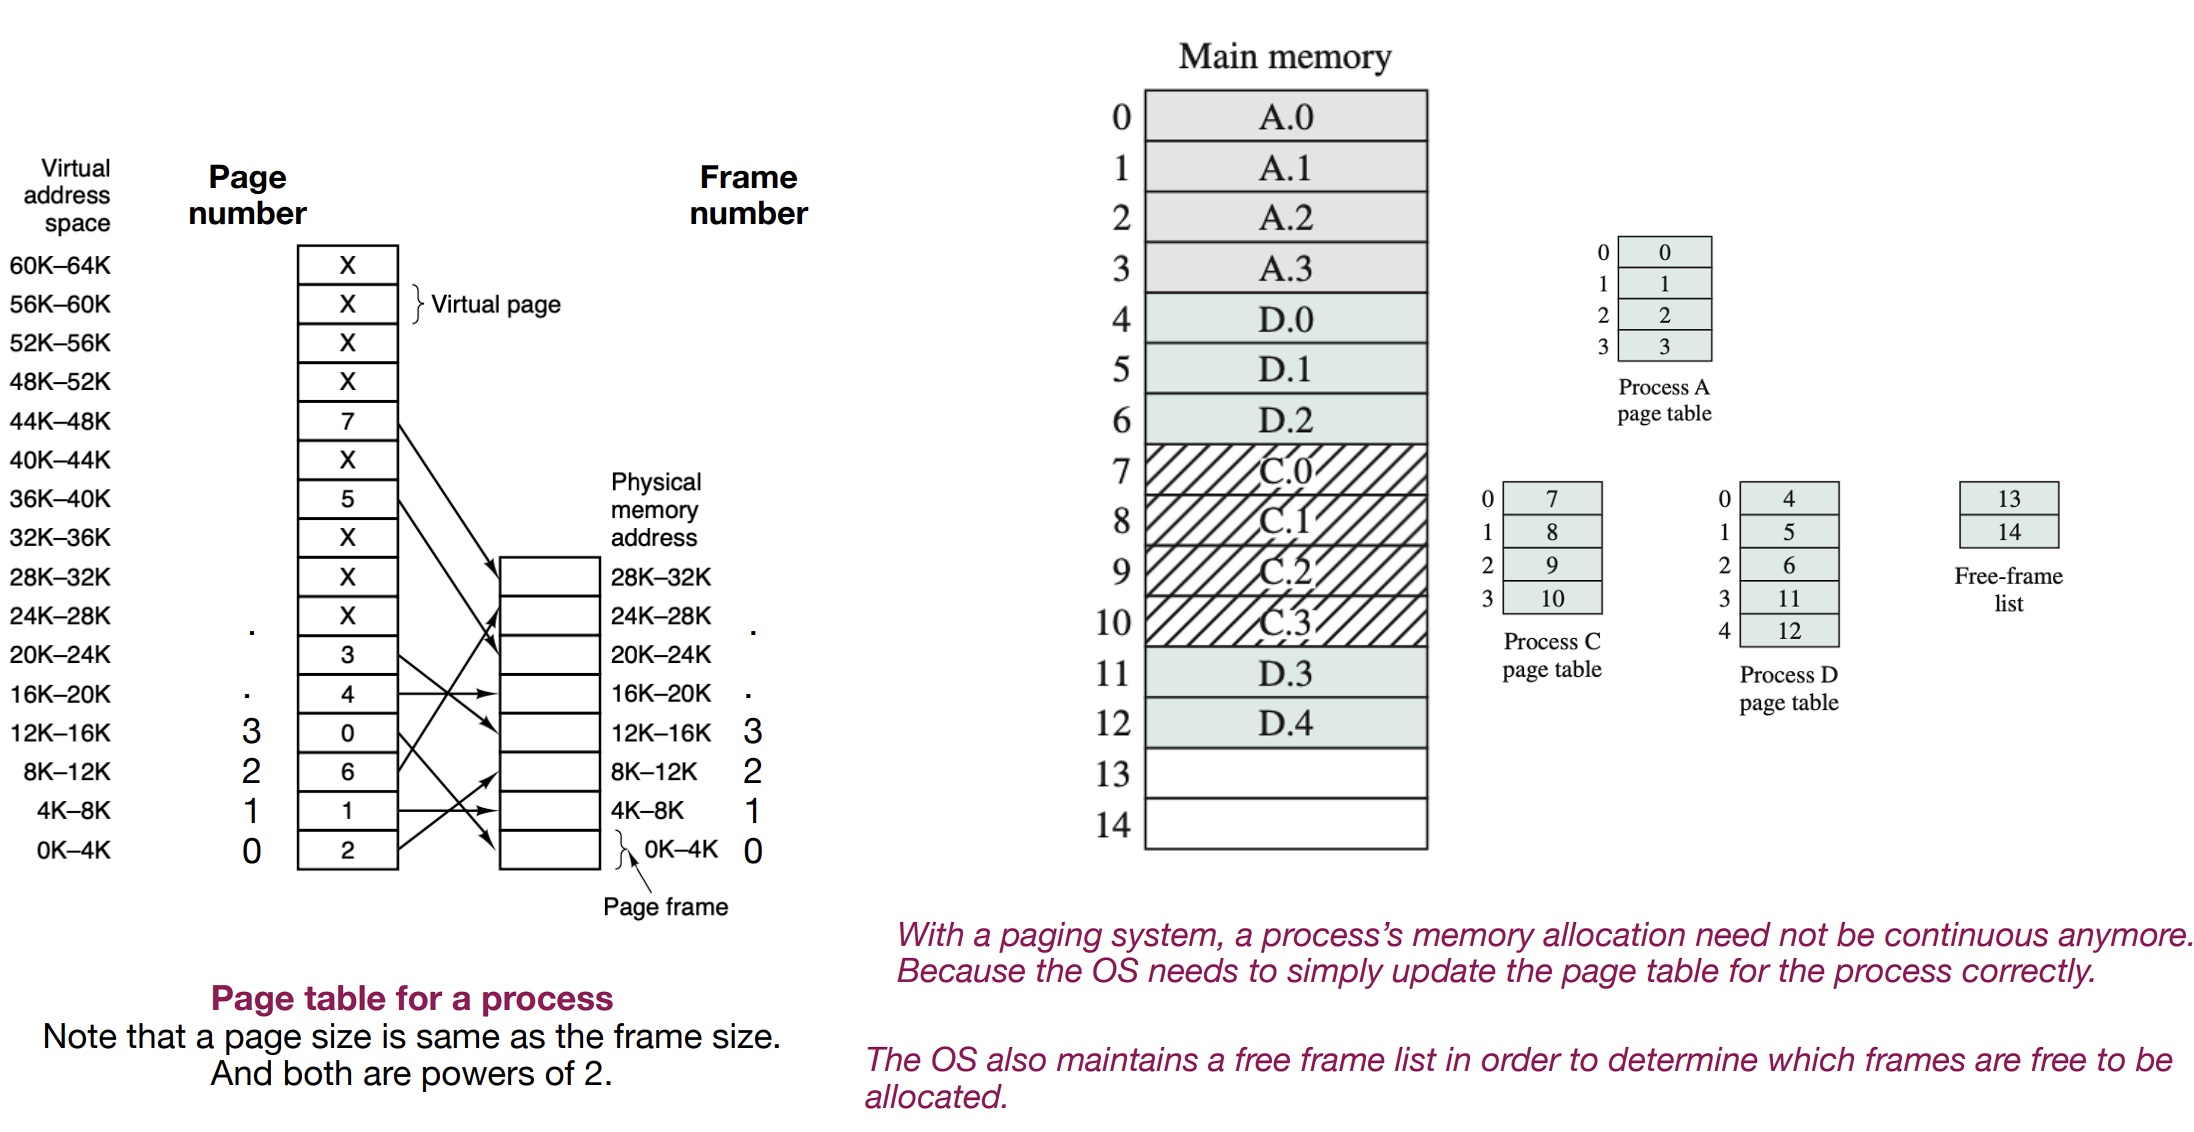 Virtual
address
space
Page
number
Frame
number
60K–64K X
56K–60K X Virtual page
52K–56K X
48K–52K X
44K–48K 7
40K–44K X
36K–40K 5
32K–36K X
28K–32K X
24K–28K X
20K–24K 3
16K–20K 4
12K–16K 3 0
8K–12K 2 6
4K–8K 1 1
0K–4K 0 2
Physical
memory
address
28K–32K
24K–28K
20K–24K
16K–20K
12K–16K 3
8K–12K 2
4K–8K 1
0K–4K 0
Page frame
Page table for a process
Note that a page size is same as the frame size.
And both are powers of 2.
Main memory
0 A.0
1 A.1
2 A.2
3 A.3
4 D.0
5 D.1
6 D.2
7 C.0
8 C.1
9 C.2
10 C.3
11 D.3
12 D.4
13
14
0 0
1 1
2 2
3 3
Process A
page table
0 7
1 8
2 9
3 10
Process C
page table
0 4
1 5
2 6
3 11
4 12
Process D
page table
13
14
Free-frame
list
With a paging system, a process’s memory allocation need not be continuous anymore.
Because the OS needs to simply update the page table for the process correctly.
The OS also maintains a free frame list in order to determine which frames are free to be
allocated.